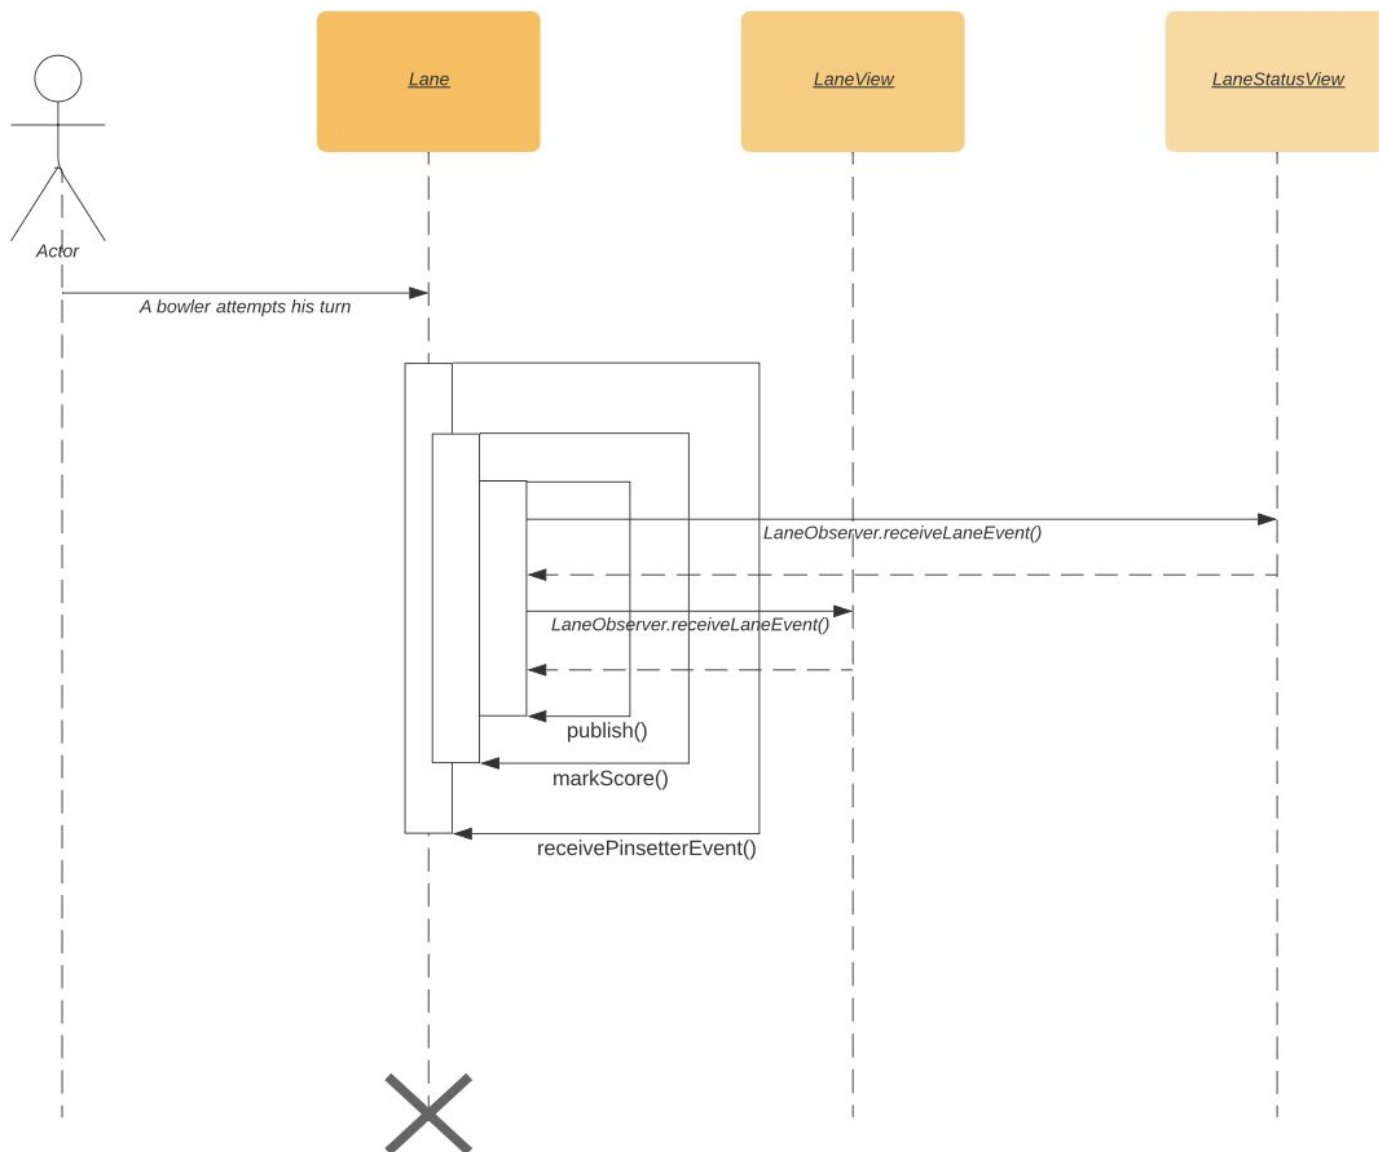 Lane
LaneView
LaneStatusView
Actor
A bowler attempts his turn
LaneObserver.receiveLaneEvent()
LaneObserver.receiveLaneEvent()
publish()
markScore()
receivePinsetterEvent()